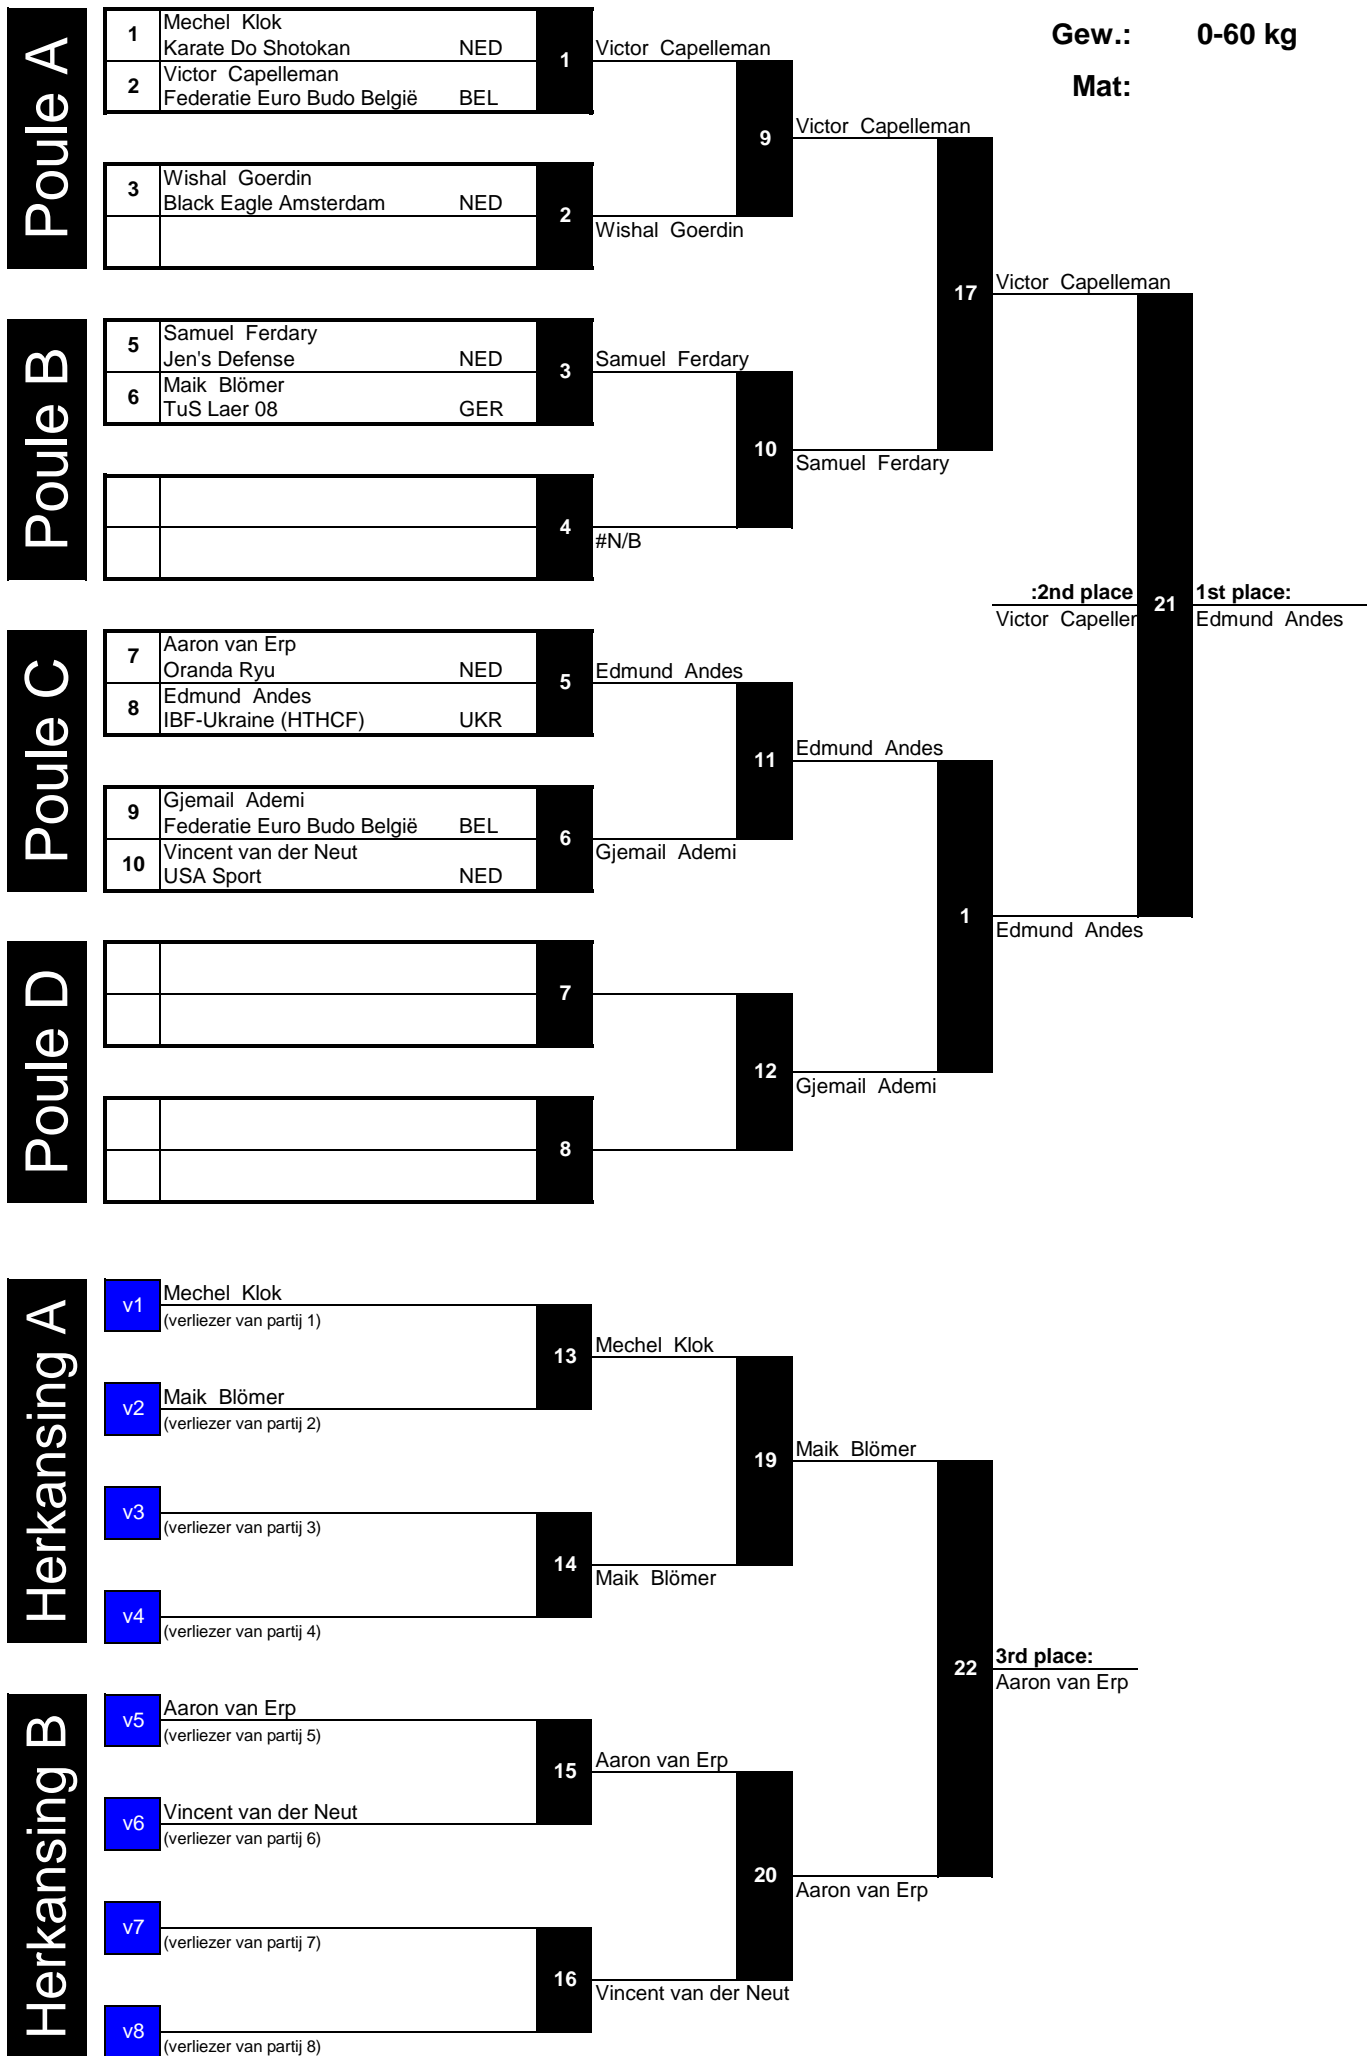 Gew.: 0-60 kg
Mat:
Poule A
1 Mechel Klok
Karate Do Shotokan NED
2 Victor Capelleman
Federatie Euro Budo België BEL
1
Victor Capelleman
3 Wishal Goerdin
Black Eagle Amsterdam NED
2
Wishal Goerdin
9
Victor Capelleman
Poule B
5 Samuel Ferdary
Jen's Defense NED
6 Maik Blömer
TuS Laer 08 GER
3
Samuel Ferdary
4
#N/B
10
Samuel Ferdary
17
Victor Capelleman
Poule C
7 Aaron van Erp
Oranda Ryu NED
8 Edmund Andes
IBF-Ukraine (HTHCF) UKR
5
Edmund Andes
9 Gjemail Ademi
Federatie Euro Budo België BEL
10 Vincent van der Neut
USA Sport NED
6
Gjemail Ademi
11
Edmund Andes
Poule D
7
8
12
Gjemail Ademi
1
Edmund Andes
:2nd place
Victor Capeller
21
1st place:
Edmund Andes
Herkansing A
v1 Mechel Klok
(verliezer van partij 1)
v2 Maik Blömer
(verliezer van partij 2)
13
Mechel Klok
v3
(verliezer van partij 3)
v4
(verliezer van partij 4)
14
Maik Blömer
19
Maik Blömer
Herkansing B
v5 Aaron van Erp
(verliezer van partij 5)
v6 Vincent van der Neut
(verliezer van partij 6)
15
Aaron van Erp
v7
(verliezer van partij 7)
v8
(verliezer van partij 8)
16
Vincent van der Neut
20
Aaron van Erp
22
3rd place:
Aaron van Erp